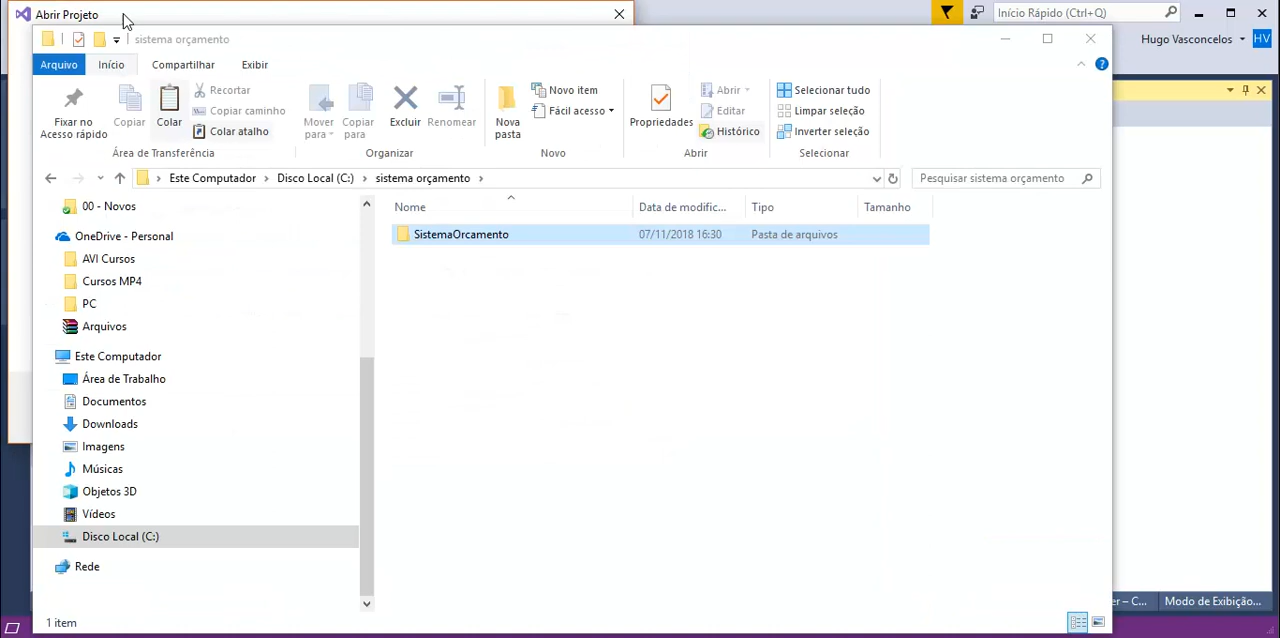 Abrir Projeto
Início Rápido (Ctrl+Q)
Hugo Vasconcelos
HV
sistema orçamento
Arquivo Início Compartilhar Exibir
Fixar no Acesso rápido
Copiar
Colar
Recortar
Copiar caminho
Colar atalho
Área de Transferência
Mover para
Copiar para
Excluir
Renomear
Organizar
Nova pasta
Novo item
Fácil acesso
Novo
Propriedades
Abrir
Editar
Histórico
Abrir
Selecionar tudo
Limpar seleção
Inverter seleção
Selecionar
Este Computador > Disco Local (C:) > sistema orçamento >
Pesquisar sistema orçamento
Nome Data de modific... Tipo Tamanho
SistemaOrcamento 07/11/2018 16:30 Pasta de arquivos
00 - Novos
OneDrive - Personal
AVI Cursos
Cursos MP4
PC
Arquivos
Este Computador
Área de Trabalho
Documentos
Downloads
Imagens
Músicas
Objetos 3D
Vídeos
Disco Local (C:)
Rede
1 item
er – C...
Modo de Exibição...